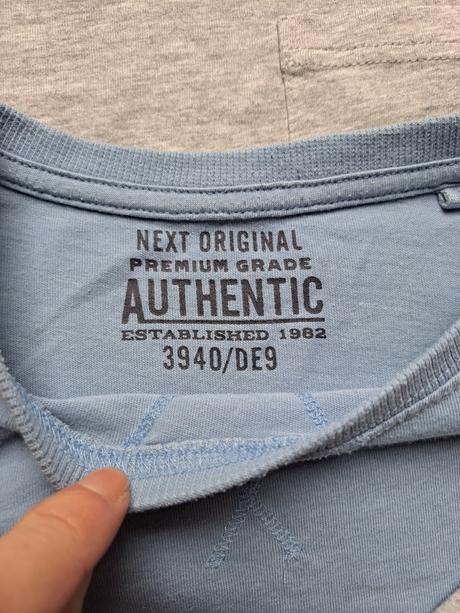 NEXT ORIGINAL
PREMIUM GRADE
AUTHENTIC
ESTABLISHED 1982
3940/DE9